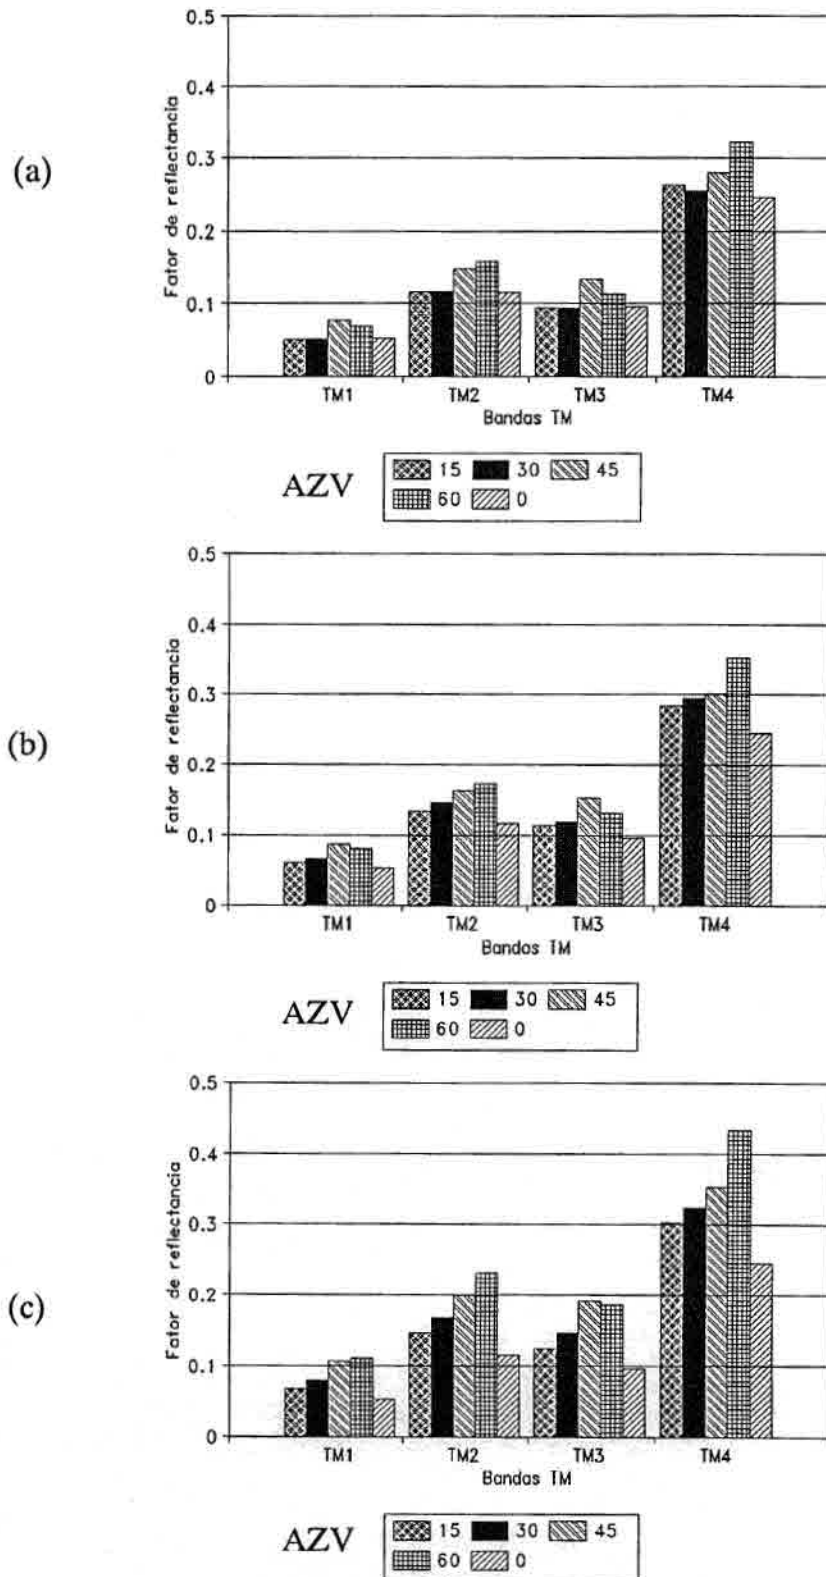 (a)
Fator de reflectancia
0.5
0.4
0.3
0.2
0.1
0
TM1 TM2 TM3 TM4
Bandas TM
AZV
15 30 45
60 0
(b)
Fator de reflectancia
0.5
0.4
0.3
0.2
0.1
0
TM1 TM2 TM3 TM4
Bandas TM
AZV
15 30 45
60 0
(c)
Fator de reflectancia
0.5
0.4
0.3
0.2
0.1
0
TM1 TM2 TM3 TM4
Bandas TM
AZV
15 30 45
60 0